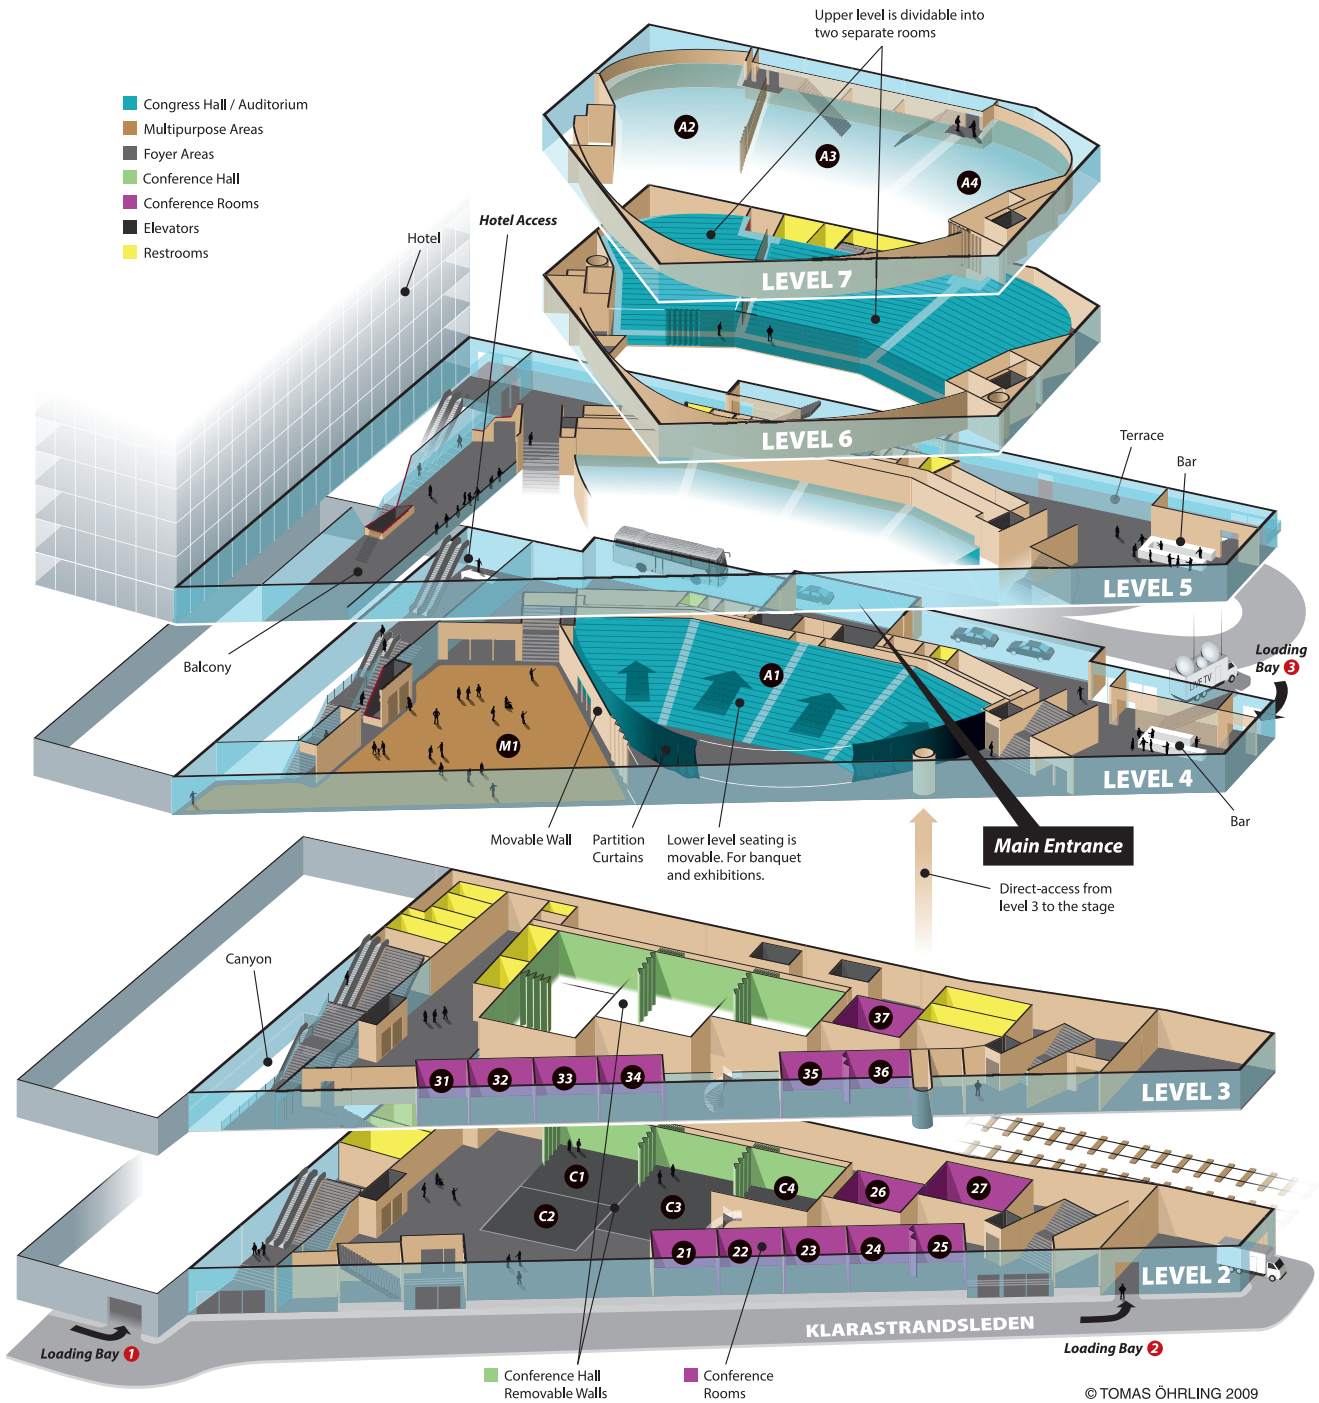 Upper level is dividable into
two separate rooms
Congress Hall / Auditorium
Multipurpose Areas
Foyer Areas
Conference Hall
Conference Rooms
Elevators
Restrooms
Hotel
Hotel Access
A2
A3
A4
LEVEL 7
LEVEL 6
Terrace
Bar
LEVEL 5
Balcony
Loading
Bay 3
LIVE TV
A1
M1
LEVEL 4
Bar
Movable Wall
Partition
Curtains
Lower level seating is
movable. For banquet
and exhibitions.
Main Entrance
Direct-access from
level 3 to the stage
Canyon
37
31
32
33
34
35
36
LEVEL 3
C1
C2
C3
C4
26
27
21
22
23
24
25
LEVEL 2
KLARASTRANDSLEDEN
Loading Bay 1
Loading Bay 2
Conference Hall
Removable Walls
Conference
Rooms
© TOMAS ÖHRLING 2009